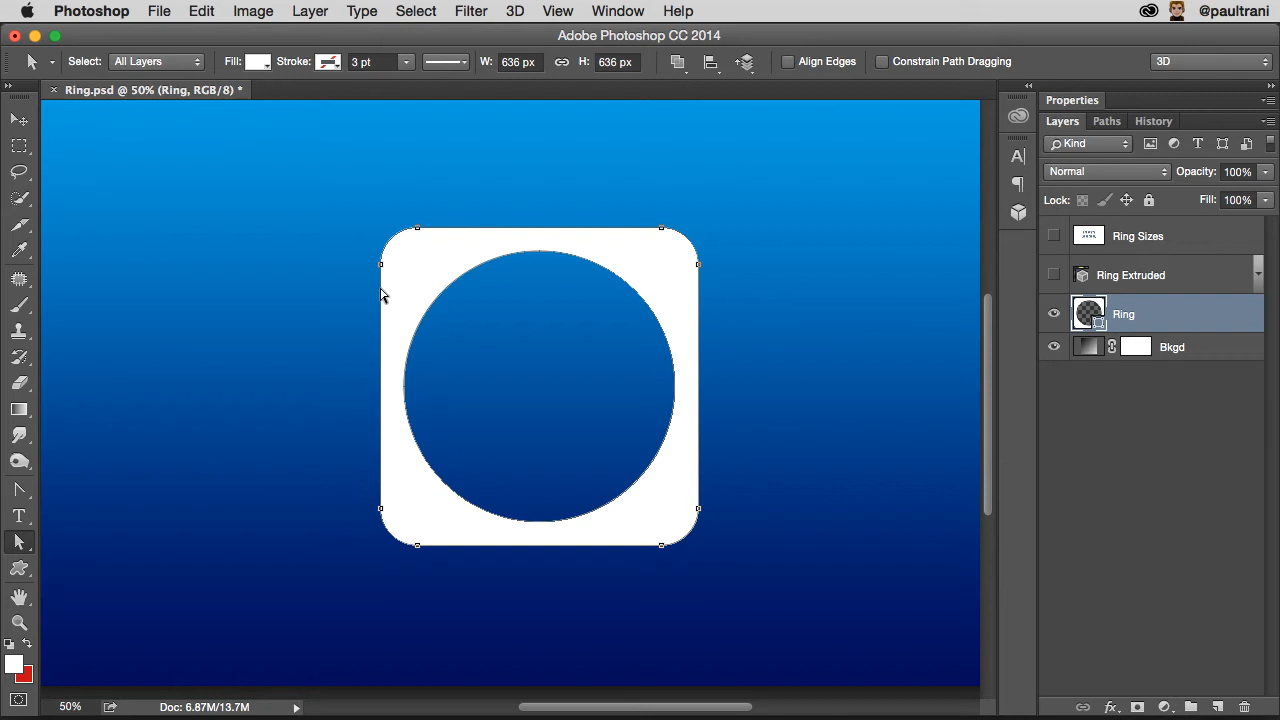 Photoshop File Edit Image Layer Type Select Filter 3D View Window Help @paultrani
Adobe Photoshop CC 2014
Select: All Layers Fill: Stroke: 3 pt W: 636 px H: 636 px Align Edges Constrain Path Dragging 3D
Ring.psd @ 50% (Ring, RGB/8) *
Properties
Layers Paths History
Kind
Normal Opacity: 100%
Lock: Fill: 100%
Ring Sizes
Ring Extruded
Ring
Bkgd
50% Doc: 6.87M/13.7M